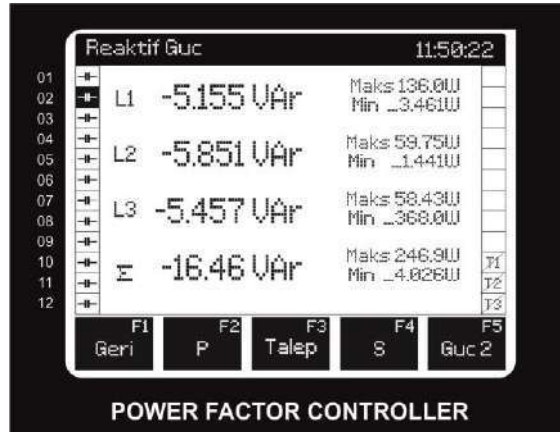 Reaktif Guc 11:50:22
01
02
03
04
05
06
07
08
09
10
11
12
L1 -5.155 VAr Maks 136.0W
Min _3.461W
L2 -5.851 VAr Maks 59.75W
Min _1.441W
L3 -5.457 VAr Maks 58.43W
Min _368.0W
Σ -16.46 VAr Maks 246.9W
Min _4.026W
T1
T2
T3
F1 F2 F3 F4 F5
Geri P Talep S Guc 2
POWER FACTOR CONTROLLER